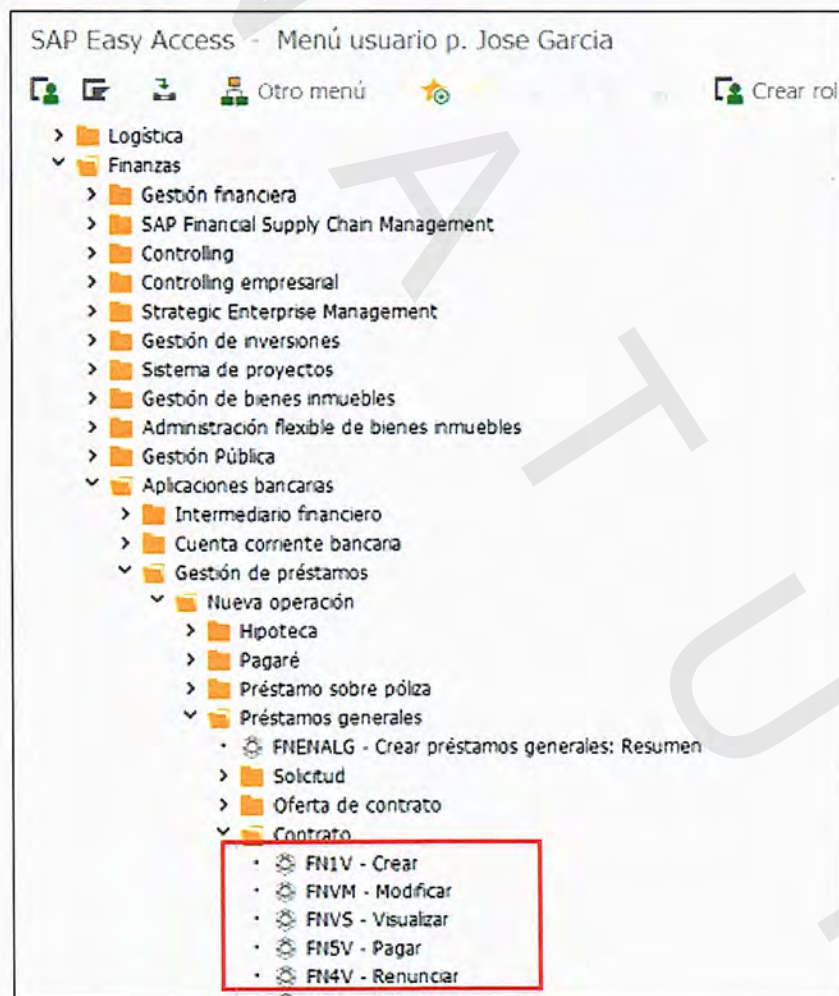 SAP Easy Access - Menú usuario p. Jose Garcia
Otro menú Crear rol
Logística
Finanzas
Gestión financiera
SAP Financial Supply Chain Management
Controlling
Controlling empresarial
Strategic Enterprise Management
Gestión de inversiones
Sistema de proyectos
Gestión de bienes inmuebles
Administración flexible de bienes inmuebles
Gestión Pública
Aplicaciones bancarias
Intermediario financiero
Cuenta corriente bancaria
Gestión de préstamos
Nueva operación
Hipoteca
Pagaré
Préstamo sobre póliza
Préstamos generales
FNENALG - Crear préstamos generales: Resumen
Solicitud
Oferta de contrato
Contrato
FN1V - Crear
FNVM - Modificar
FNVS - Visualizar
FN5V - Pagar
FN4V - Renunciar
A
T
U